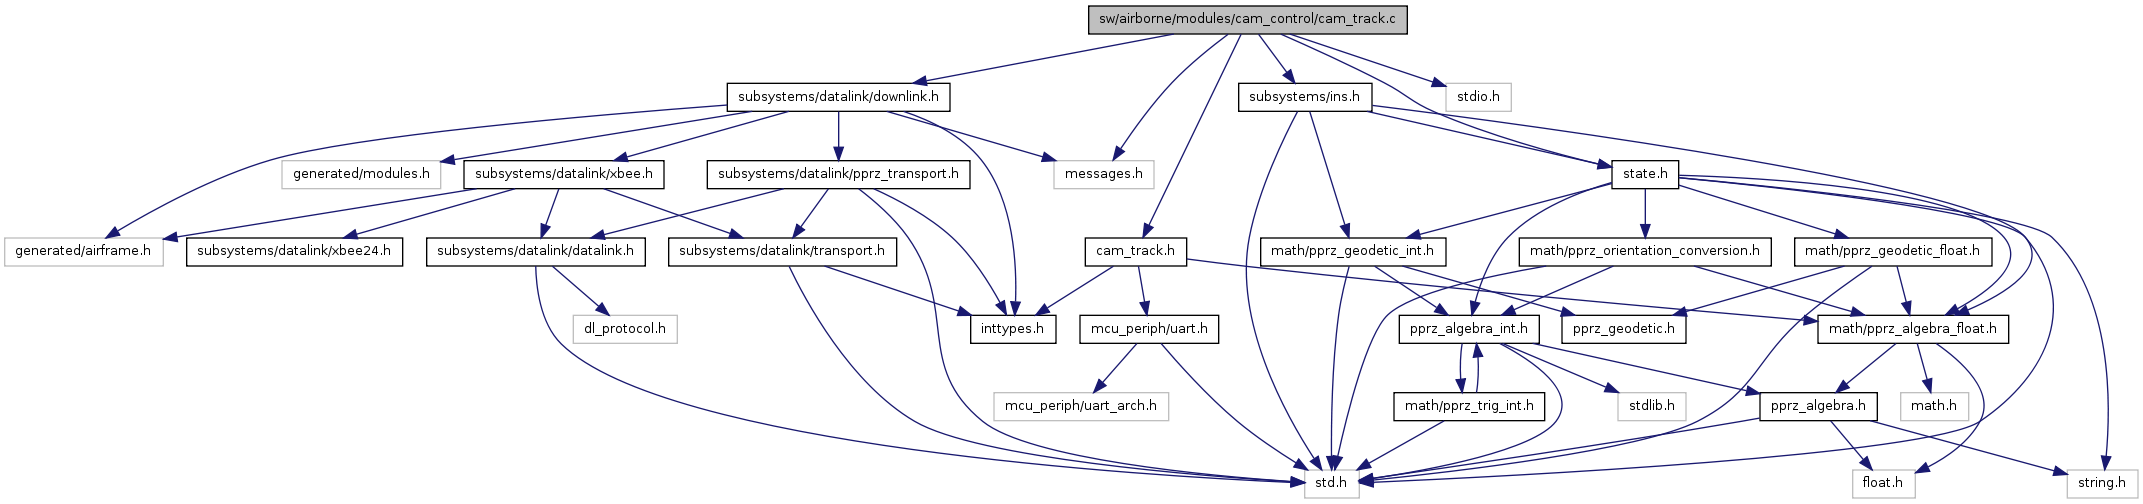 sw/airborne/modules/cam_control/cam_track.c
subsystems/datalink/downlink.h
subsystems/ins.h
stdio.h
generated/modules.h
subsystems/datalink/xbee.h
subsystems/datalink/pprz_transport.h
messages.h
state.h
generated/airframe.h
subsystems/datalink/xbee24.h
subsystems/datalink/datalink.h
subsystems/datalink/transport.h
cam_track.h
math/pprz_geodetic_int.h
math/pprz_orientation_conversion.h
math/pprz_geodetic_float.h
dl_protocol.h
inttypes.h
mcu_periph/uart.h
pprz_algebra_int.h
pprz_geodetic.h
math/pprz_algebra_float.h
mcu_periph/uart_arch.h
math/pprz_trig_int.h
stdlib.h
pprz_algebra.h
math.h
std.h
float.h
string.h